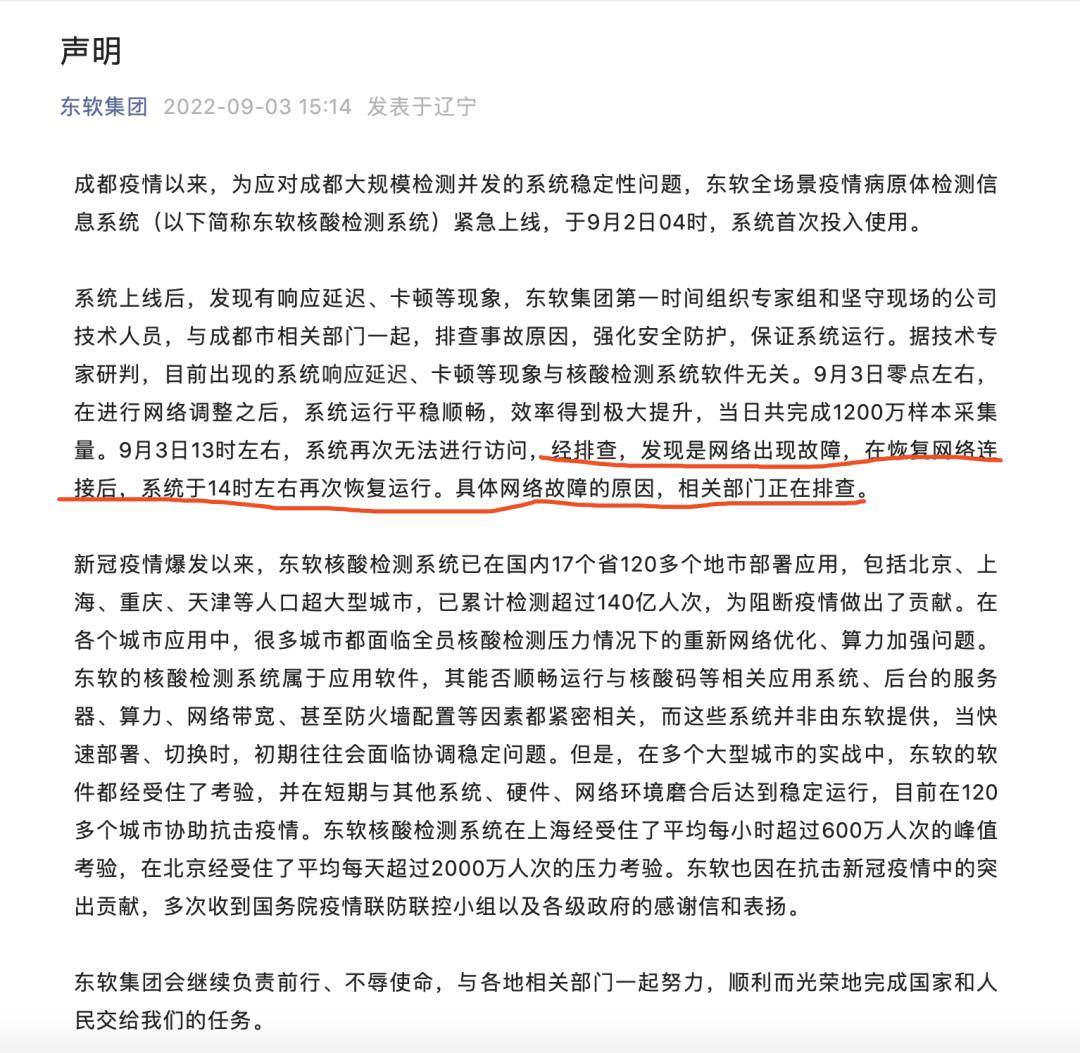 声明
东软集团 2022-09-03 15:14 发表于辽宁
成都疫情以来，为应对成都大规模检测并发的系统稳定性问题，东软全场景疫情病原体检测信
息系统（以下简称东软核酸检测系统）紧急上线，于9月2日04时，系统首次投入使用。
系统上线后，发现有响应延迟、卡顿等现象，东软集团第一时间组织专家组和坚守现场的公司
技术人员，与成都市相关部门一起，排查事故原因，强化安全防护，保证系统运行。据技术专
家研判，目前出现的系统响应延迟、卡顿等现象与核酸检测系统软件无关。9月3日零点左右，
在进行网络调整之后，系统运行平稳顺畅，效率得到极大提升，当日共完成1200万样本采集
量。9月3日13时左右，系统再次无法进行访问，经排查，发现是网络出现故障，在恢复网络连
接后，系统于14时左右再次恢复运行。具体网络故障的原因，相关部门正在排查。
新冠疫情爆发以来，东软核酸检测系统已在国内17个省120多个地市部署应用，包括北京、上
海、重庆、天津等人口超大型城市，已累计检测超过140亿人次，为阻断疫情做出了贡献。在
各个城市应用中，很多城市都面临全员核酸检测压力情况下的重新网络优化、算力加强问题。
东软的核酸检测系统属于应用软件，其能否顺畅运行与核酸码等相关应用系统、后台的服务
器、算力、网络带宽、甚至防火墙配置等因素都紧密相关，而这些系统并非由东软提供，当快
速部署、切换时，初期往往会面临协调稳定问题。但是，在多个大型城市的实战中，东软的软
件都经受住了考验，并在短期与其他系统、硬件、网络环境磨合后达到稳定运行，目前在120
多个城市协助抗击疫情。东软核酸检测系统在上海经受住了平均每小时超过600万人次的峰值
考验，在北京经受住了平均每天超过2000万人次的压力考验。东软也因在抗击新冠疫情中的突
出贡献，多次收到国务院疫情联防联控小组以及各级政府的感谢信和表扬。
东软集团会继续负责前行、不辱使命，与各地相关部门一起努力，顺利而光荣地完成国家和人
民交给我们的任务。